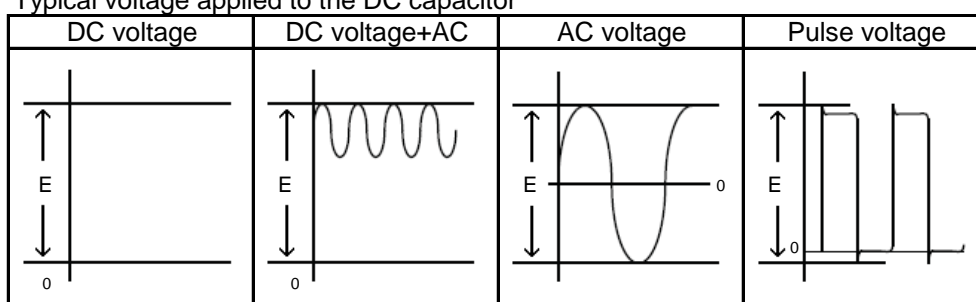 Typical voltage applied to the DC capacitor
DC voltage DC voltage+AC AC voltage Pulse voltage
E E E 0 E
0
0 0